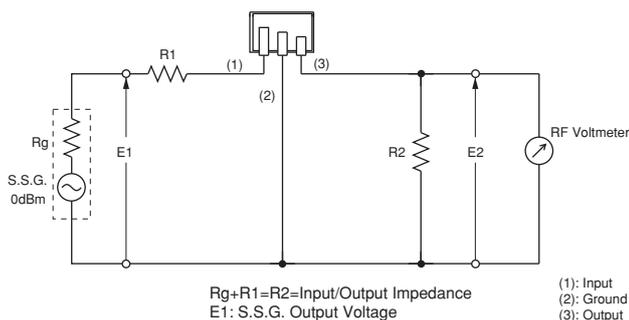 R1
(1)
(3)
(2)
Rg
E1
R2
E2
RF Voltmeter
S.S.G.
0dBm
Rg+R1=R2=Input/Output Impedance
E1: S.S.G. Output Voltage
(1): Input
(2): Ground
(3): Output